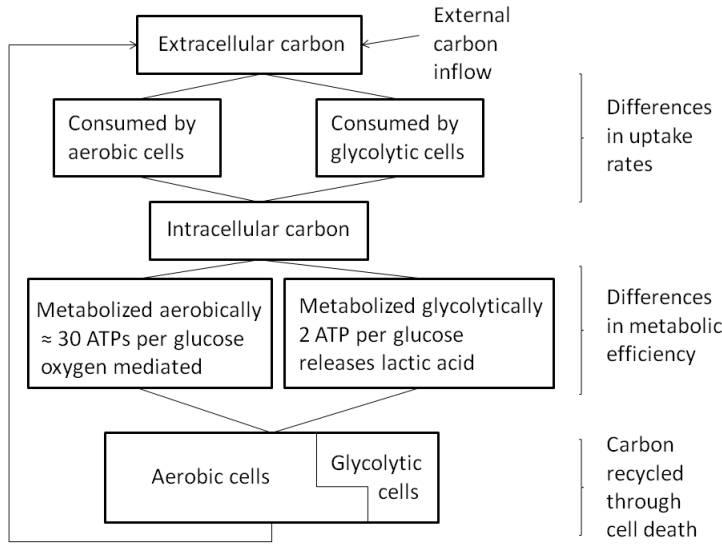 Extracellular carbon
External
carbon
inflow
Consumed by
aerobic cells
Consumed by
glycolytic cells
Differences
in uptake
rates
Intracellular carbon
Metabolized aerobically
≈ 30 ATPs per glucose
oxygen mediated
Metabolized glycolytically
2 ATP per glucose
releases lactic acid
Differences
in metabolic
efficiency
Aerobic cells
Glycolytic
cells
Carbon
recycled
through
cell death